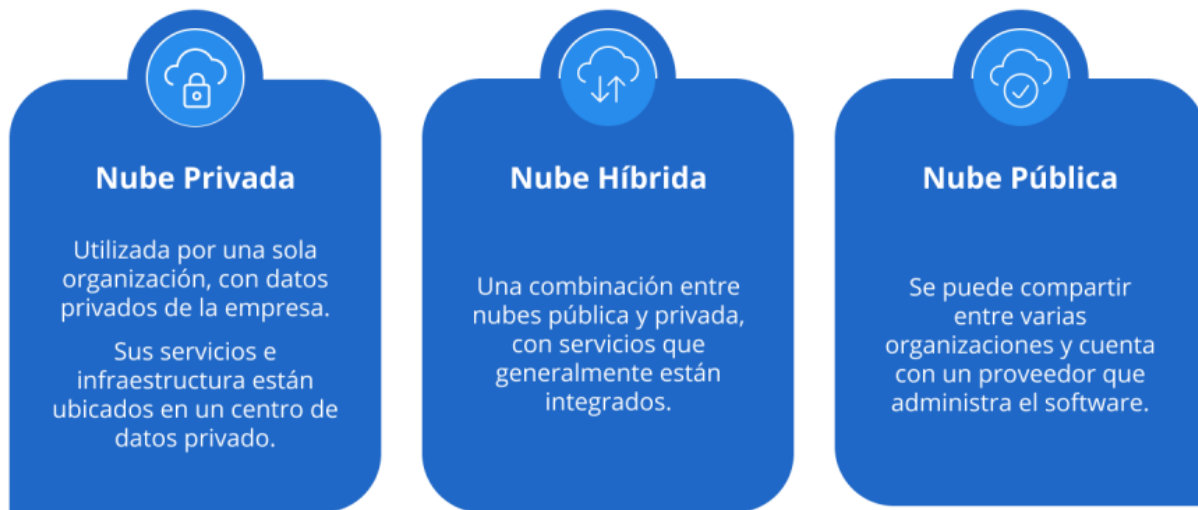 Nube Privada
Utilizada por una sola
organización, con datos
privados de la empresa.
Sus servicios e
infraestructura están
ubicados en un centro de
datos privado.
Nube Híbrida
Una combinación entre
nubes pública y privada,
con servicios que
generalmente están
integrados.
Nube Pública
Se puede compartir
entre varias
organizaciones y cuenta
con un proveedor que
administra el software.